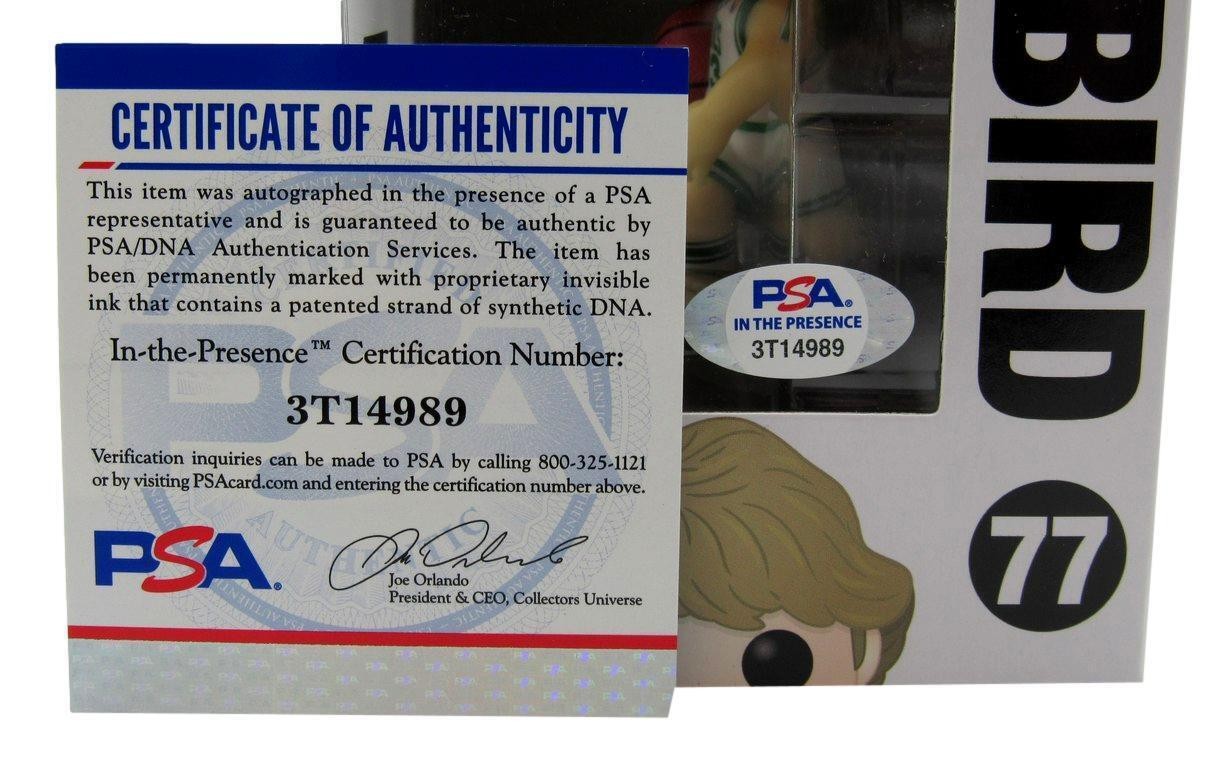 CERTIFICATE OF AUTHENTICITY
This item was autographed in the presence of a PSA
representative and is guaranteed to be authentic by
PSA/DNA Authentication Services. The item has
been permanently marked with proprietary invisible
ink that contains a patented strand of synthetic DNA.
In-the-Presence™ Certification Number:
3T14989
Verification inquiries can be made to PSA by calling 800-325-1121
or by visiting PSAcard.com and entering the certification number above.
PSA®
Joe Orlando
President & CEO, Collectors Universe
PSA®
IN THE PRESENCE
3T14989
BIRD
77